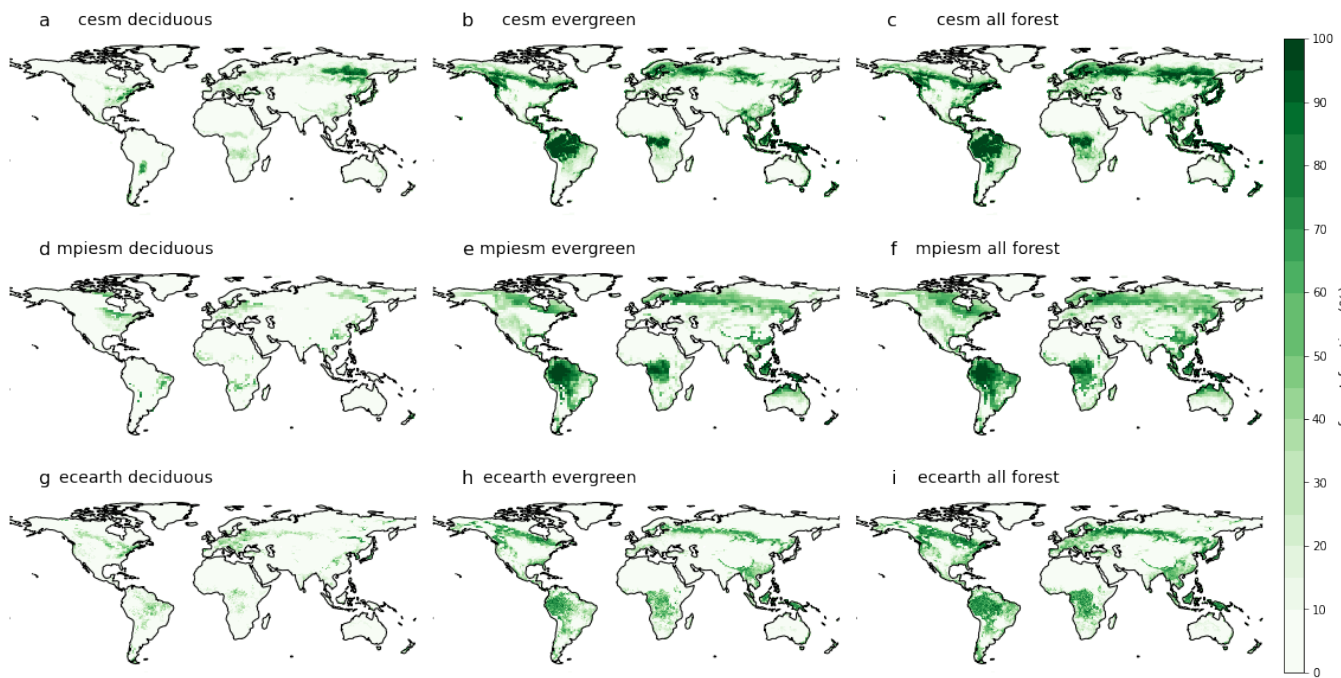 a cesm deciduous
b cesm evergreen
c cesm all forest
d mpiesm deciduous
e mpiesm evergreen
f mpiesm all forest
g ecearth deciduous
h ecearth evergreen
i ecearth all forest
100
90
80
70
60
50
40
30
20
10
0